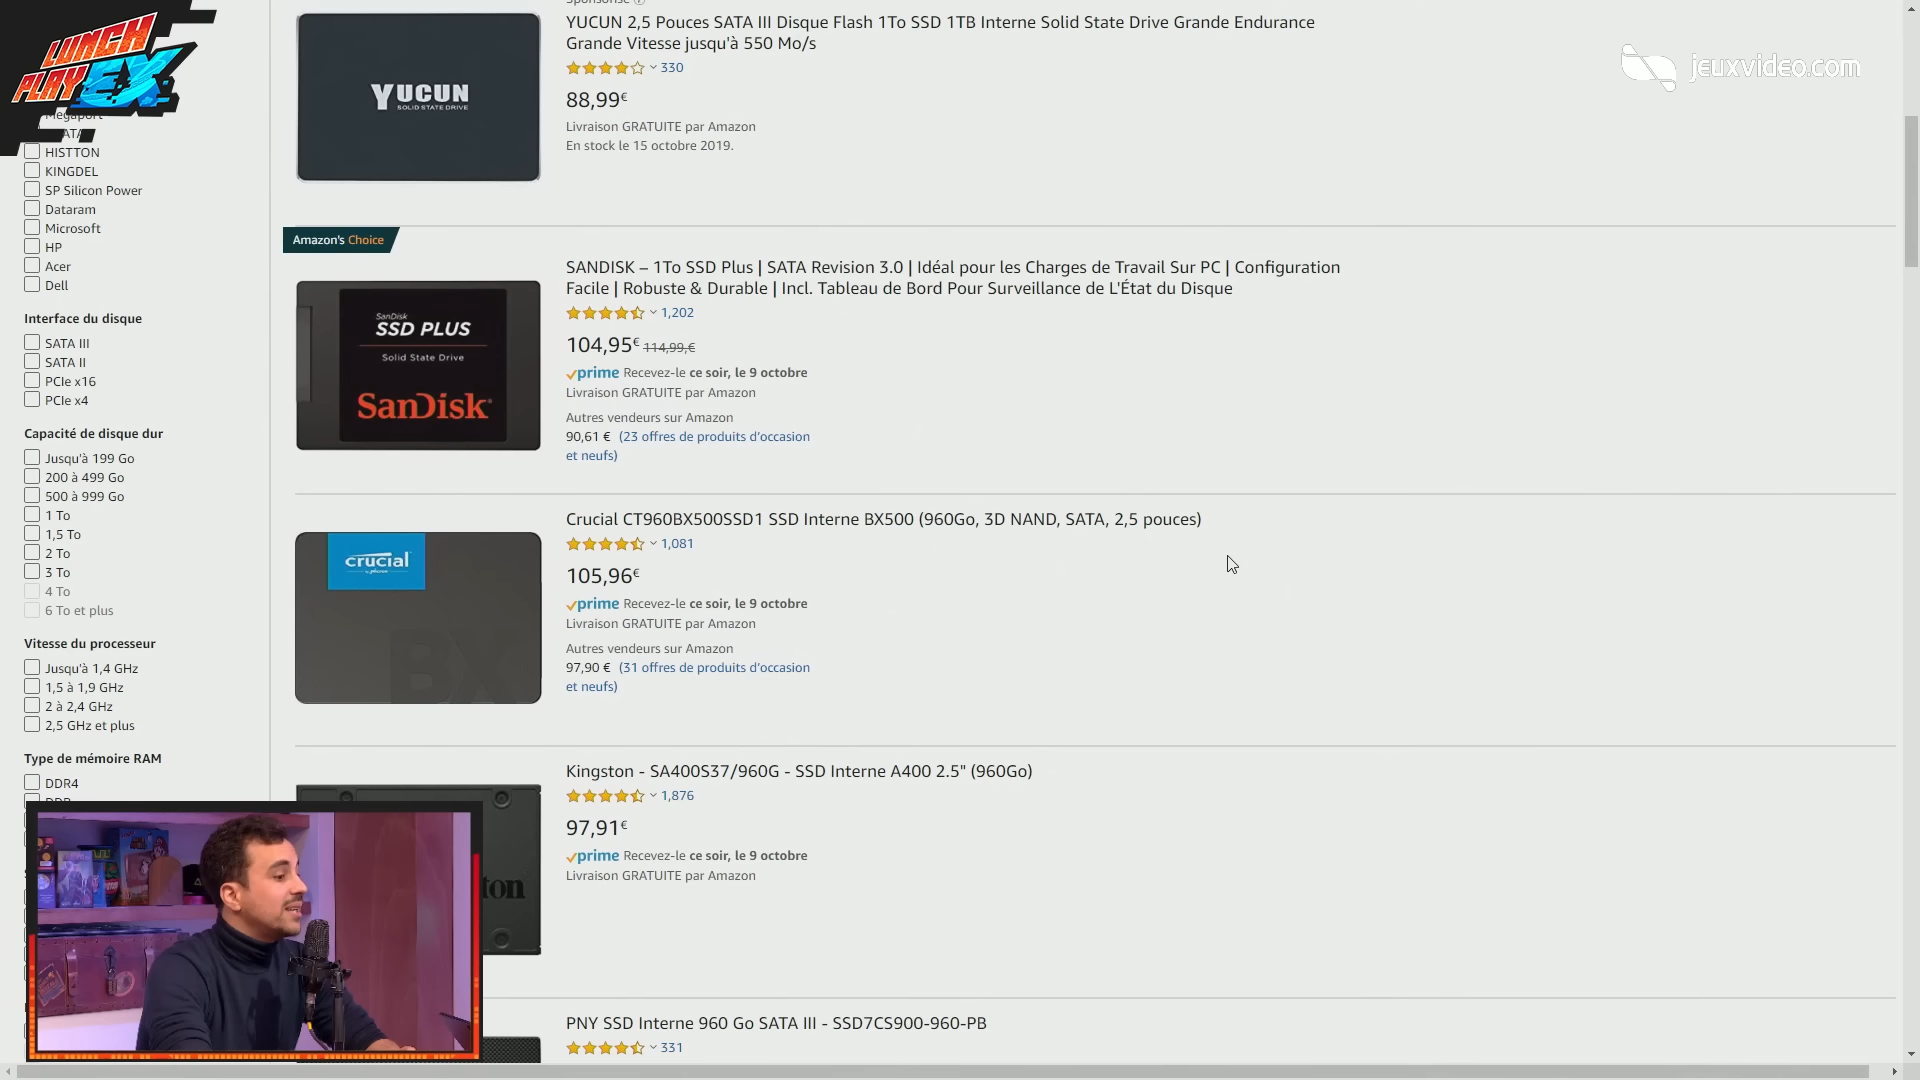 LUNCH
PLAY
EX
jeuxvideo.com
YUCUN 2,5 Pouces SATA III Disque Flash 1To SSD 1TB Interne Solid State Drive Grande Endurance
Grande Vitesse jusqu'à 550 Mo/s
330
88,99€
Livraison GRATUITE par Amazon
En stock le 15 octobre 2019.
YUCUN
SOLID STATE DRIVE
Megaport
HISTTON
KINGDEL
SP Silicon Power
Dataram
Microsoft
HP
Acer
Dell
Interface du disque
SATA III
SATA II
PCIe x16
PCIe x4
Capacité de disque dur
Jusqu'à 199 Go
200 à 499 Go
500 à 999 Go
1 To
1,5 To
2 To
3 To
4 To
6 To et plus
Vitesse du processeur
Jusqu'à 1,4 GHz
1,5 à 1,9 GHz
2 à 2,4 GHz
2,5 GHz et plus
Type de mémoire RAM
DDR4
Amazon's Choice
SANDISK – 1To SSD Plus | SATA Revision 3.0 | Idéal pour les Charges de Travail Sur PC | Configuration
Facile | Robuste & Durable | Incl. Tableau de Bord Pour Surveillance de L'État du Disque
1,202
104,95€ 114,99,€
prime Recevez-le ce soir, le 9 octobre
Livraison GRATUITE par Amazon
Autres vendeurs sur Amazon
90,61 € (23 offres de produits d'occasion
et neufs)
SanDisk
SSD PLUS
Solid State Drive
SanDisk
Crucial CT960BX500SSD1 SSD Interne BX500 (960Go, 3D NAND, SATA, 2,5 pouces)
1,081
105,96€
prime Recevez-le ce soir, le 9 octobre
Livraison GRATUITE par Amazon
Autres vendeurs sur Amazon
97,90 € (31 offres de produits d'occasion
et neufs)
crucial
BX
Kingston - SA400S37/960G - SSD Interne A400 2.5" (960Go)
1,876
97,91€
prime Recevez-le ce soir, le 9 octobre
Livraison GRATUITE par Amazon
ton
PNY SSD Interne 960 Go SATA III - SSD7CS900-960-PB
331